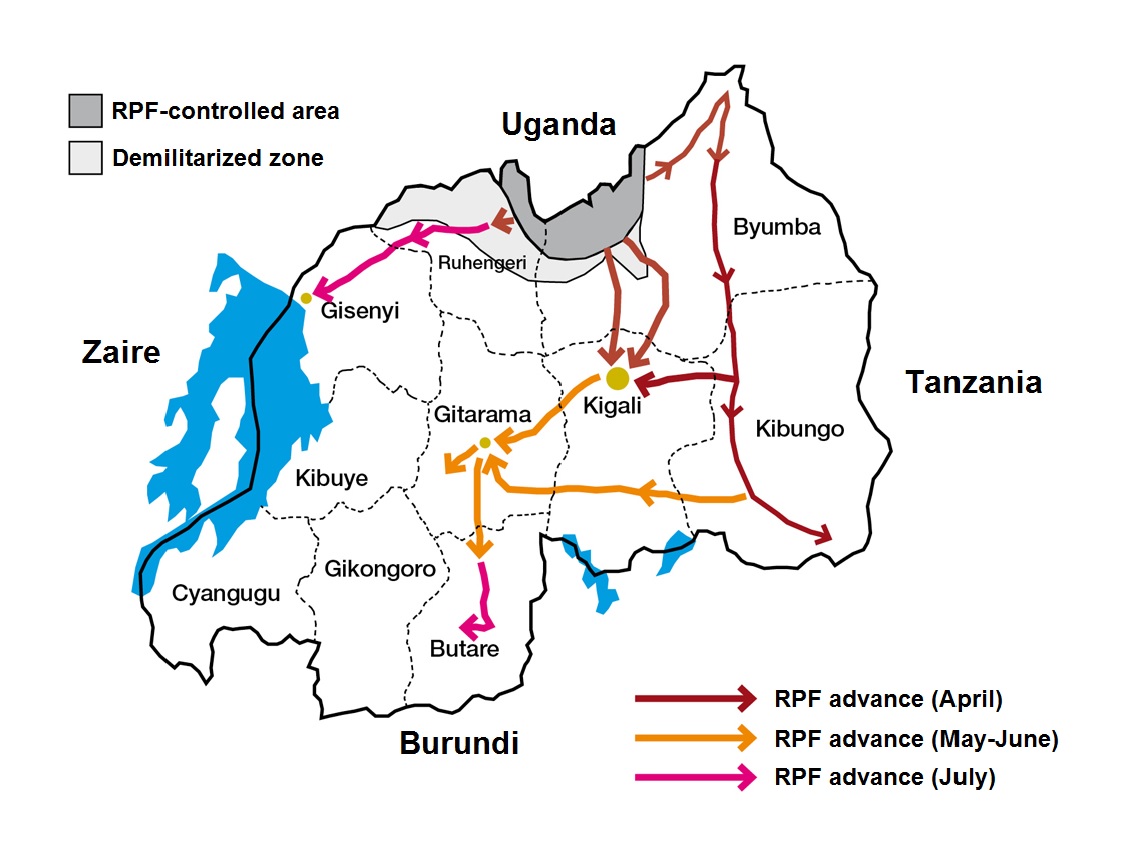 RPF-controlled area
Demilitarized zone
Uganda
Byumba
Ruhengeri
Gisenyi
Zaire
Tanzania
Kigali
Gitarama
Kibungo
Kibuye
Gikongoro
Cyangugu
Butare
Burundi
RPF advance (April)
RPF advance (May-June)
RPF advance (July)